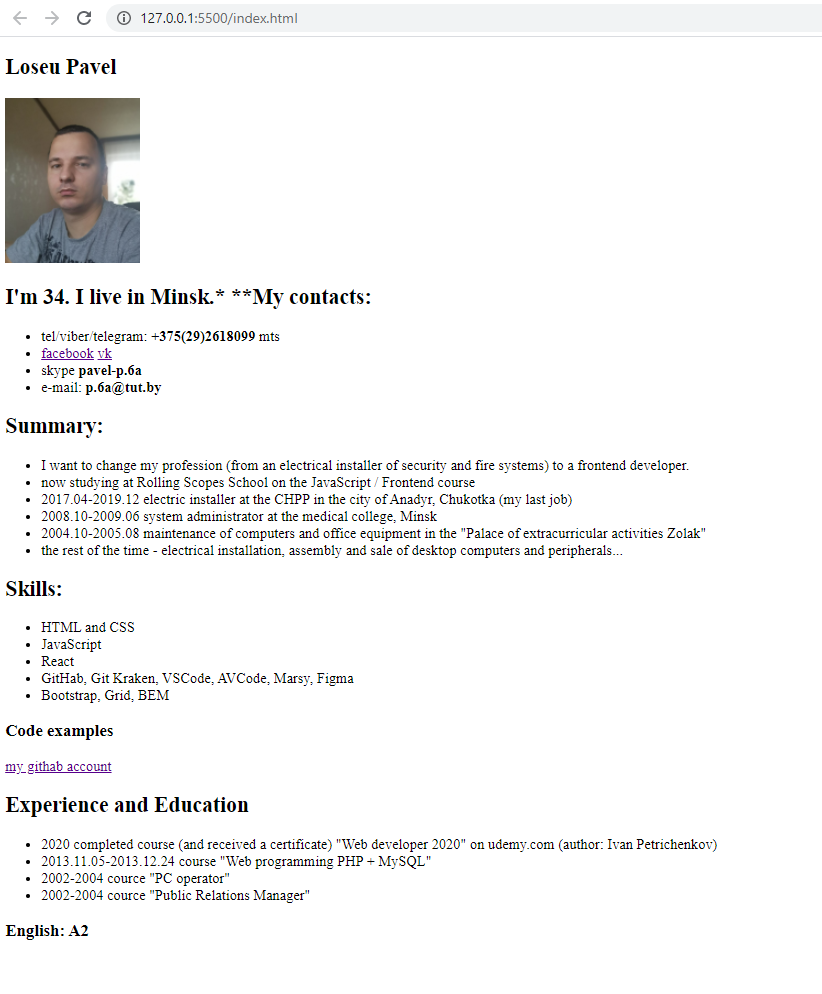 127.0.0.1:5500/index.html
Loseu Pavel
I'm 34. I live in Minsk.* **My contacts:
tel/viber/telegram: +375(29)2618099 mts
facebook vk
skype pavel-p.6a
e-mail: p.6a@tut.by
Summary:
I want to change my profession (from an electrical installer of security and fire systems) to a frontend developer.
now studying at Rolling Scopes School on the JavaScript / Frontend course
2017.04-2019.12 electric installer at the CHPP in the city of Anadyr, Chukotka (my last job)
2008.10-2009.06 system administrator at the medical college, Minsk
2004.10-2005.08 maintenance of computers and office equipment in the "Palace of extracurricular activities Zolak"
the rest of the time - electrical installation, assembly and sale of desktop computers and peripherals...
Skills:
HTML and CSS
JavaScript
React
GitHab, Git Kraken, VSCode, AVCode, Marsy, Figma
Bootstrap, Grid, BEM
Code examples
my githab account
Experience and Education
2020 completed course (and received a certificate) "Web developer 2020" on udemy.com (author: Ivan Petrichenkov)
2013.11.05-2013.12.24 course "Web programming PHP + MySQL"
2002-2004 cource "PC operator"
2002-2004 cource "Public Relations Manager"
English: A2